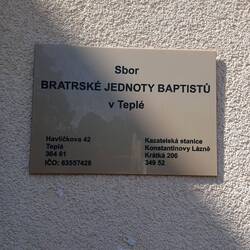 Sbor
BRATRSKÉ JEDNOTY BAPTISTŮ
v Teplé
Havlíčkova 42
Teplé
364 61
IČO: 63557428
Kazatelská stanice
Konstantinovy Lázně
Krátká 206
349 52